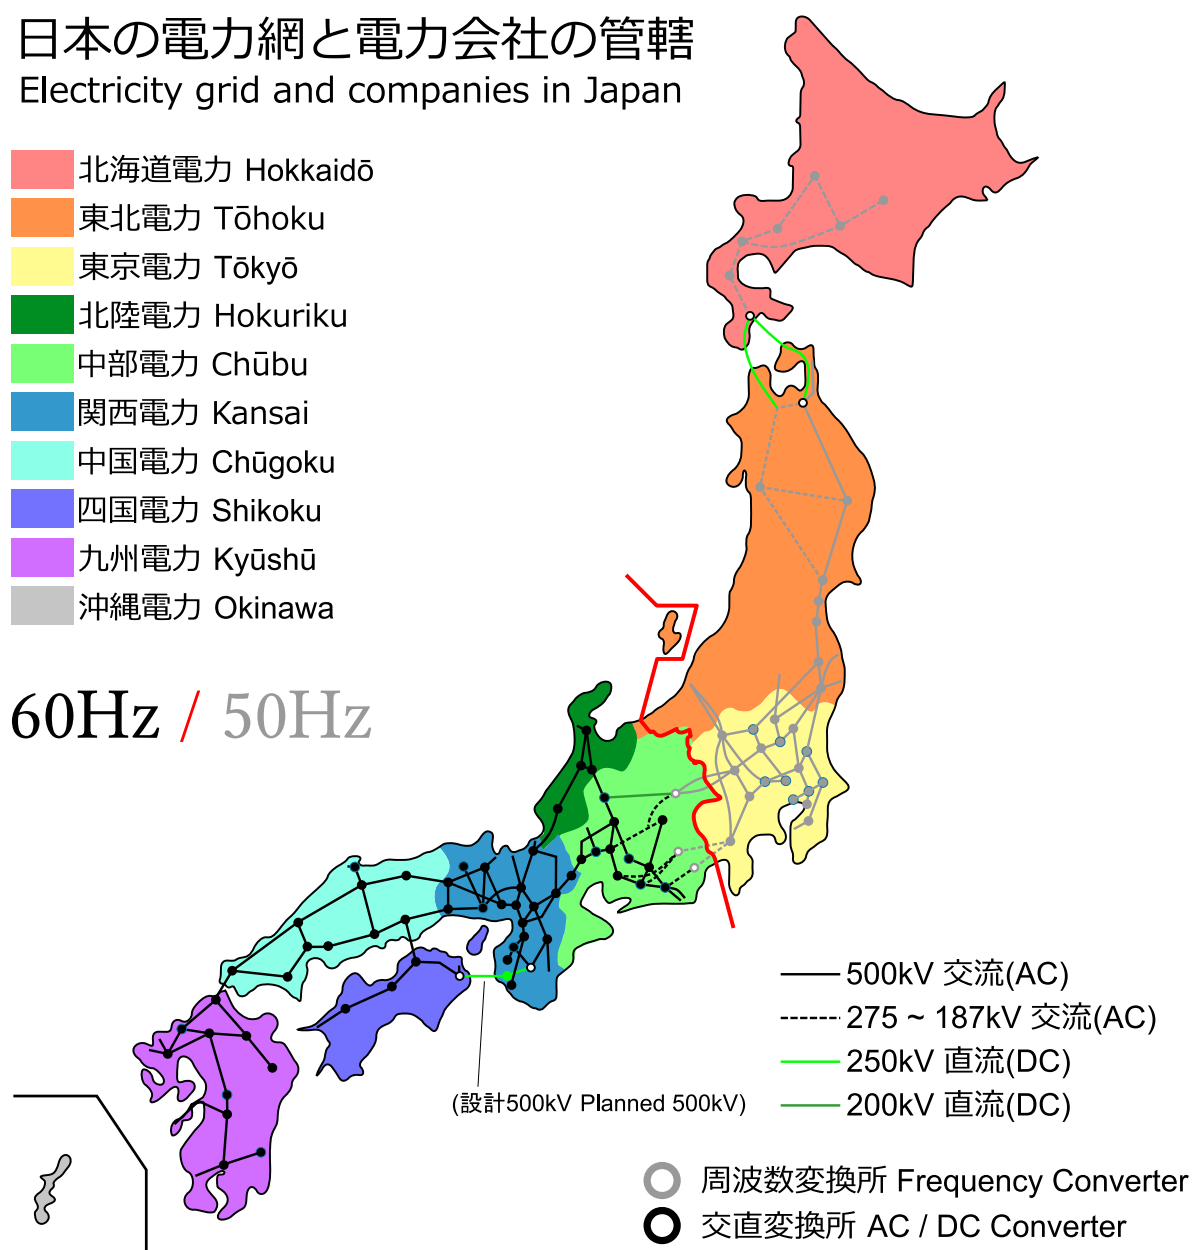 日本の電力網と電力会社の管轄
Electricity grid and companies in Japan
北海道電力 Hokkaidō
東北電力 Tōhoku
東京電力 Tōkyō
北陸電力 Hokuriku
中部電力 Chūbu
関西電力 Kansai
中国電力 Chūgoku
四国電力 Shikoku
九州電力 Kyūshū
沖縄電力 Okinawa
60Hz / 50Hz
500kV 交流(AC)
275 ~ 187kV 交流(AC)
250kV 直流(DC)
200kV 直流(DC)
(設計500kV Planned 500kV)
周波数変換所 Frequency Converter
交直変換所 AC / DC Converter